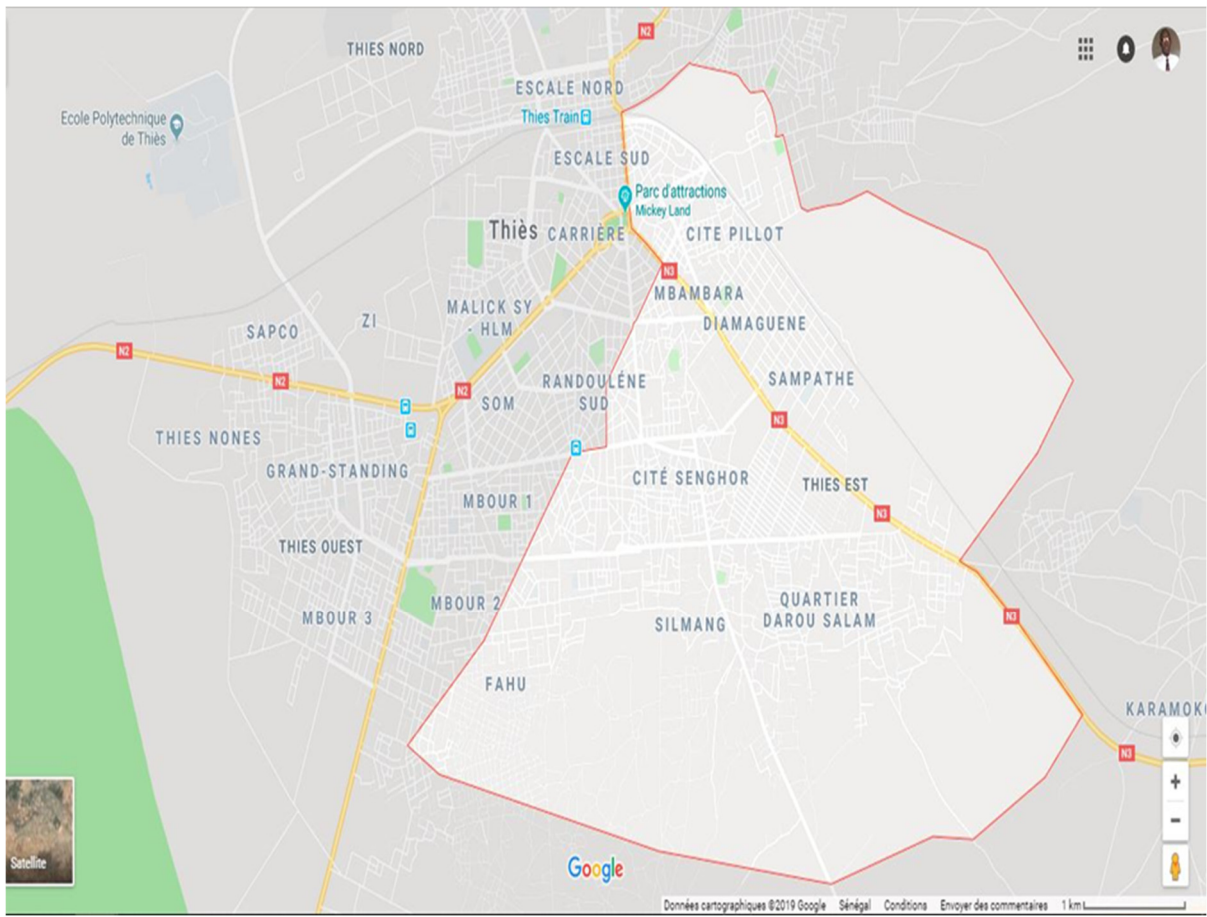 THIES NORD
N2
ESCALE NORD
Thies Train
Ecole Polytechnique
de Thiès
ESCALE SUD
Parc d'attractions
Mickey Land
Thiès
CARRIÈRE
CITE PILLOT
N3
MBAMBARA
MALICK SY
- HLM
DIAMAGUENE
ZI
SAPCO
N2
N2
N2
RANDOULÉNE
SUD
SAMPATHE
SOM
N3
THIES NONES
GRAND-STANDING
CITÉ SENGHOR
THIES EST
MBOUR 1
N3
THIES OUEST
MBOUR 2
MBOUR 3
QUARTIER
DAROU SALAM
SILMANG
N3
FAHU
KARAMOKO
N3
Satellite
Google
Données cartographiques ©2019 Google Sénégal Conditions Envoyer des commentaires 1 km